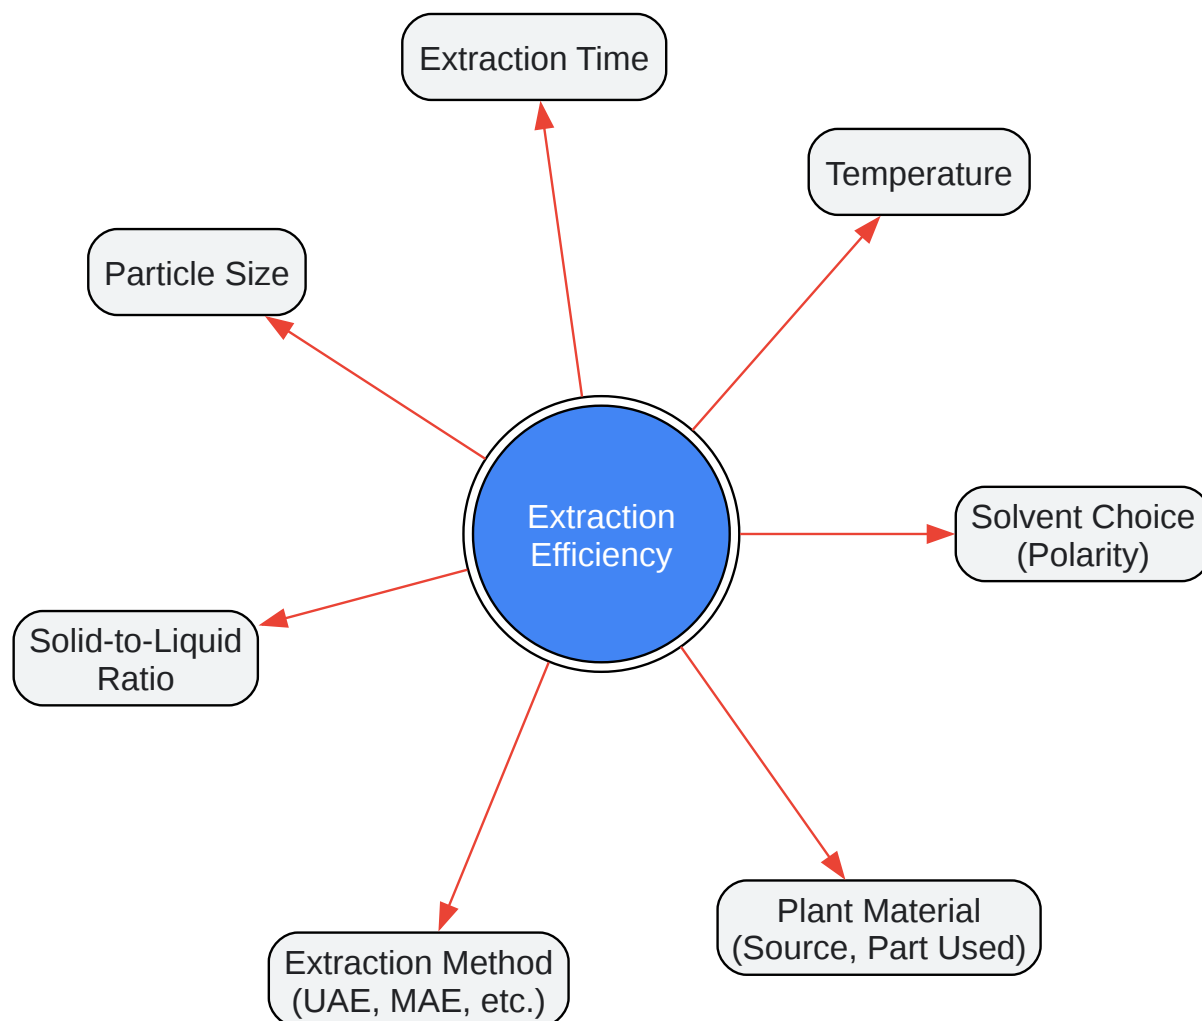 Extraction Time
Temperature
Particle Size
Extraction
Efficiency
Solvent Choice
(Polarity)
Solid-to-Liquid
Ratio
Plant Material
(Source, Part Used)
Extraction Method
(UAE, MAE, etc.)